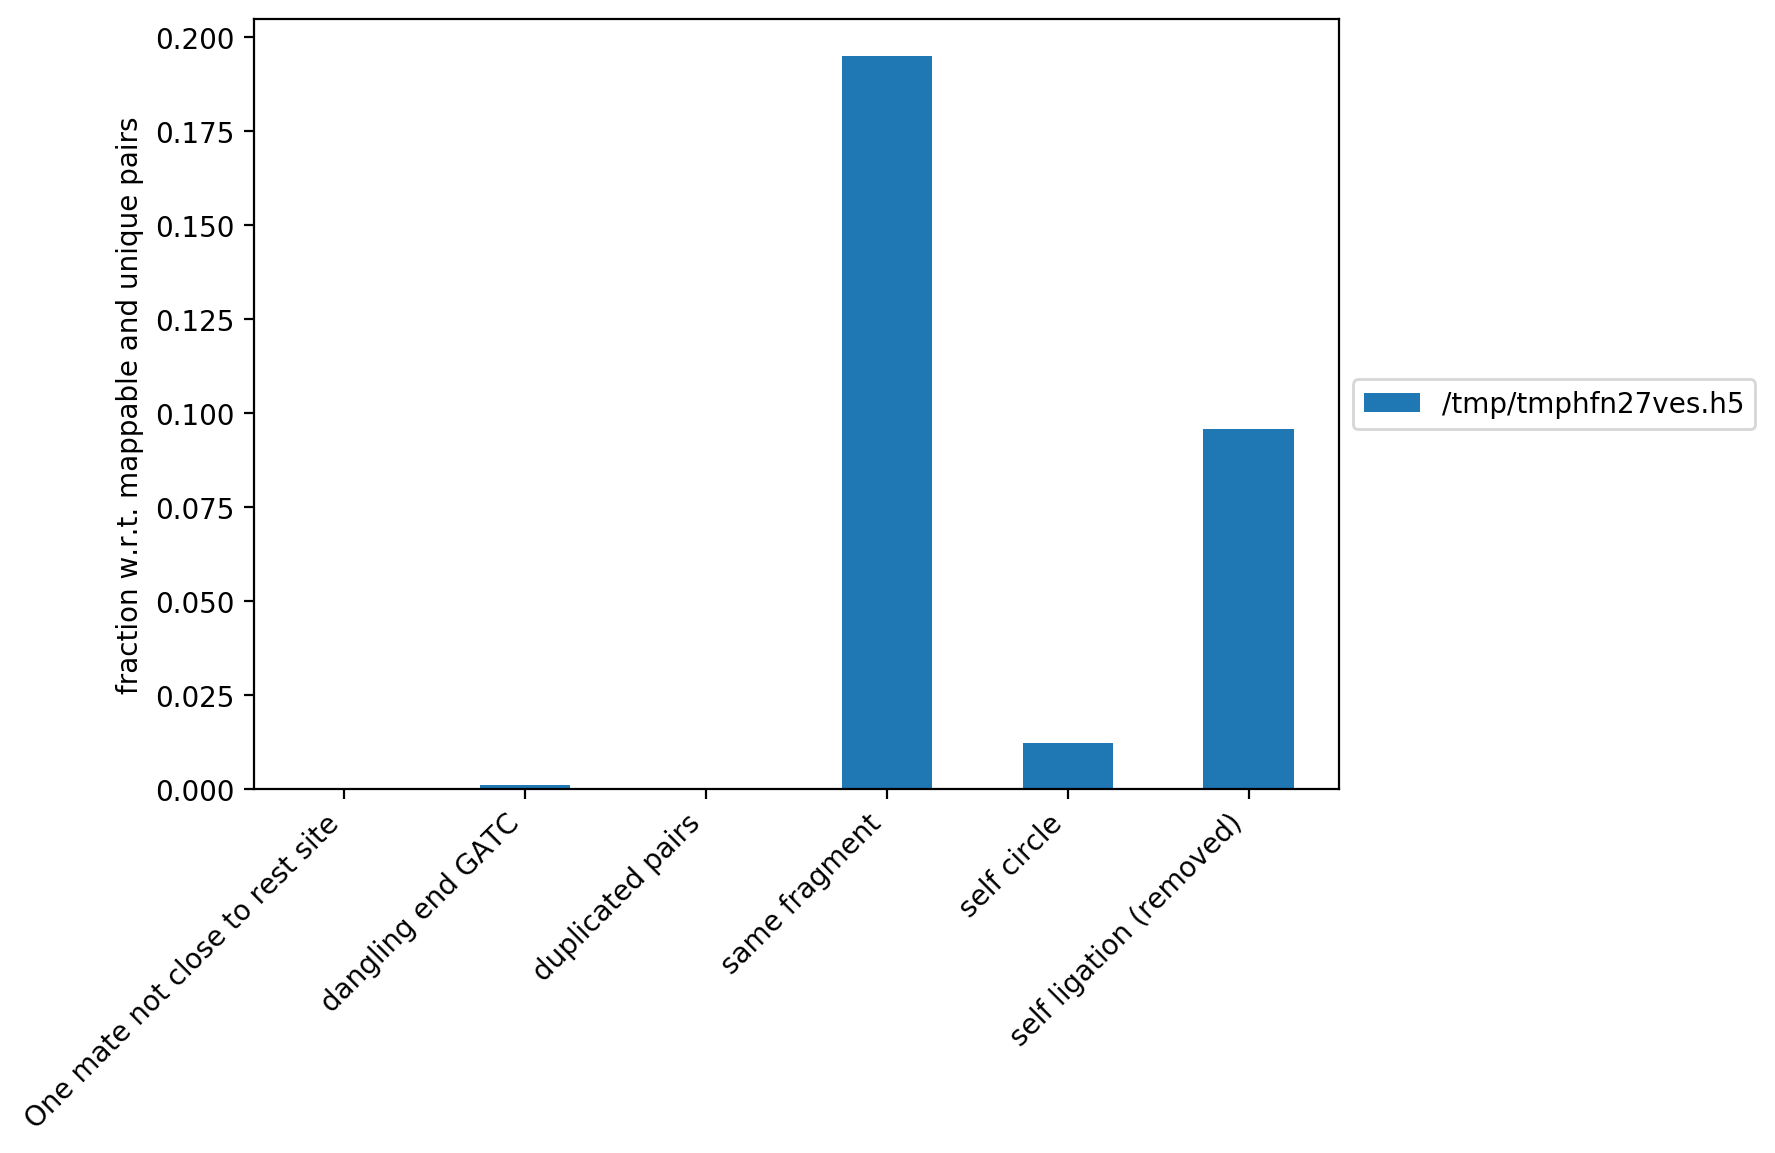 0.200
0.175
0.150
0.125
0.100
0.075
0.050
0.025
0.000
fraction w.r.t. mappable and unique pairs
One mate not close to rest site
dangling end GATC
duplicated pairs
same fragment
self circle
self ligation (removed)
/tmp/tmphfn27ves.h5